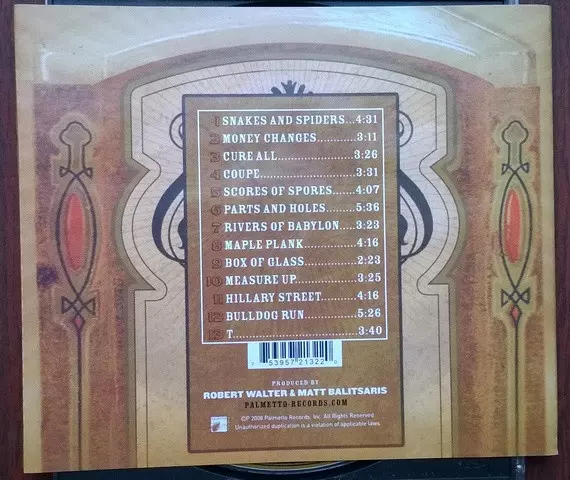 1 SNAKES AND SPIDERS...4:31
2 MONEY CHANGES............3:11
3 CURE ALL.......................3:26
4 COUPE...........................3:31
5 SCORES OF SPORES.......4:07
6 PARTS AND HOLES........5:36
7 RIVERS OF BABYLON....3:23
8 MAPLE PLANK...............4:16
9 BOX OF GLASS...............2:23
10 MEASURE UP.................3:25
11 HILLARY STREET..........4:16
12 BULLDOG RUN...............5:26
13 T....................................3:40
7 53957 21322 0
PRODUCED BY
ROBERT WALTER & MATT BALITSARIS
PALMETTO-RECORDS.COM
©℗ 2008 Palmetto Records, Inc. All Rights Reserved
Unauthorized duplication is a violation of applicable laws.